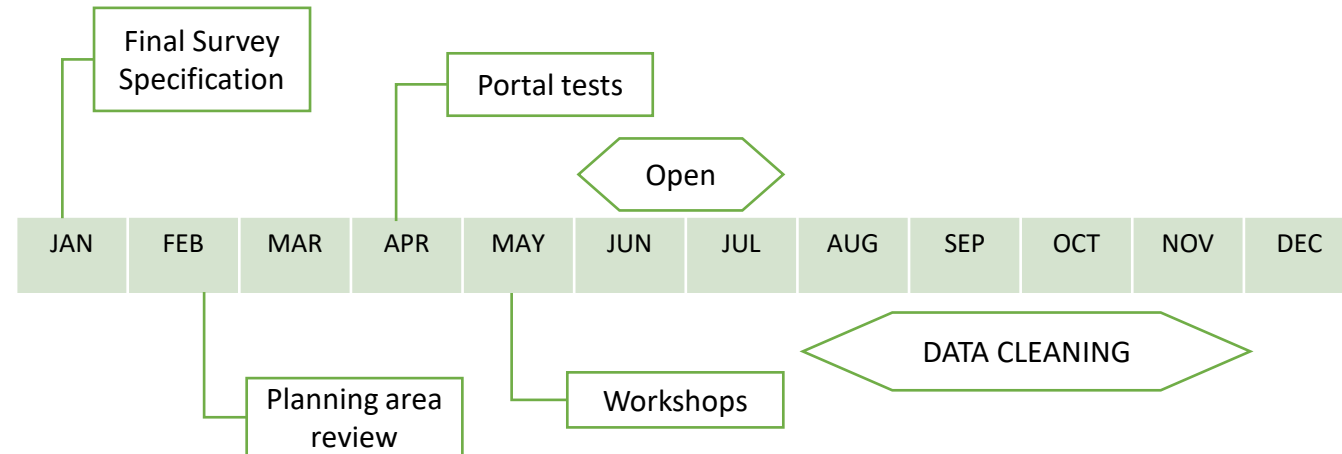 Final Survey
Specification
Portal tests
Open
JAN FEB MAR APR MAY JUN JUL AUG SEP OCT NOV DEC
DATA CLEANING
Planning area
review
Workshops